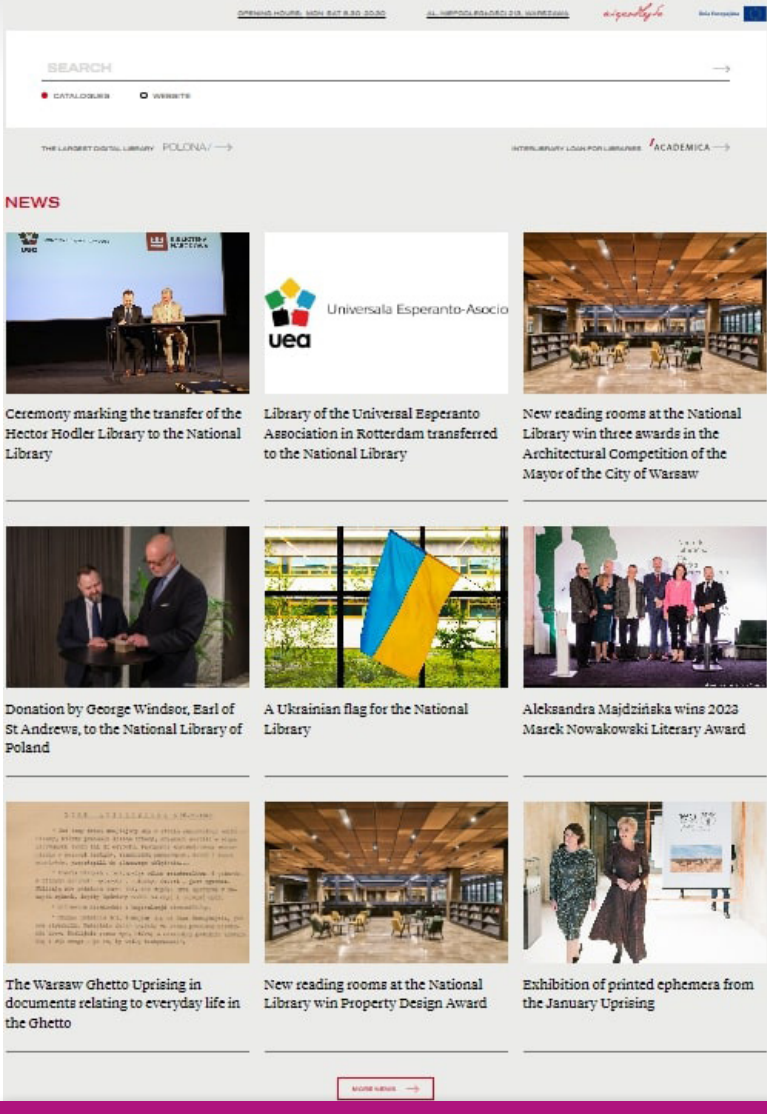 OPENING HOURS: MON-SAT 8.30-20.30
AL. NIEPODLEGŁOŚCI 213, WARSZAWA
niepodległa
Unia Europejska
SEARCH
CATALOGUES
WEBSITE
THE LARGEST DIGITAL LIBRARY POLONA/
INTERLIBRARY LOAN FOR LIBRARIES ACADEMICA
NEWS
uea
BIBLIOTEKA
NARODOWA
Universala Esperanto-Asocio
uea
Ceremony marking the transfer of the
Hector Hodler Library to the National
Library
Library of the Universal Esperanto
Association in Rotterdam transferred
to the National Library
New reading rooms at the National
Library win three awards in the
Architectural Competition of the
Mayor of the City of Warsaw
Donation by George Windsor, Earl of
St Andrews, to the National Library of
Poland
A Ukrainian flag for the National
Library
Aleksandra Majdzińska wins 2023
Marek Nowakowski Literary Award
The Warsaw Ghetto Uprising in
documents relating to everyday life in
the Ghetto
New reading rooms at the National
Library win Property Design Award
Exhibition of printed ephemera from
the January Uprising
MORE NEWS